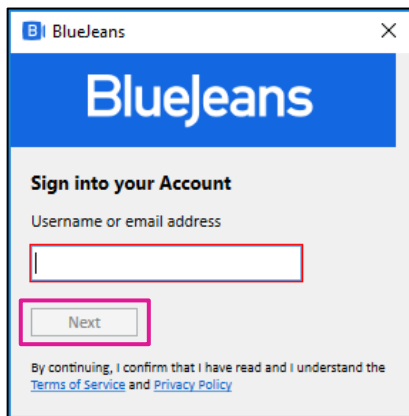 BlueJeans
BlueJeans
Sign into your Account
Username or email address
Next
By continuing, I confirm that I have read and I understand the
Terms of Service and Privacy Policy